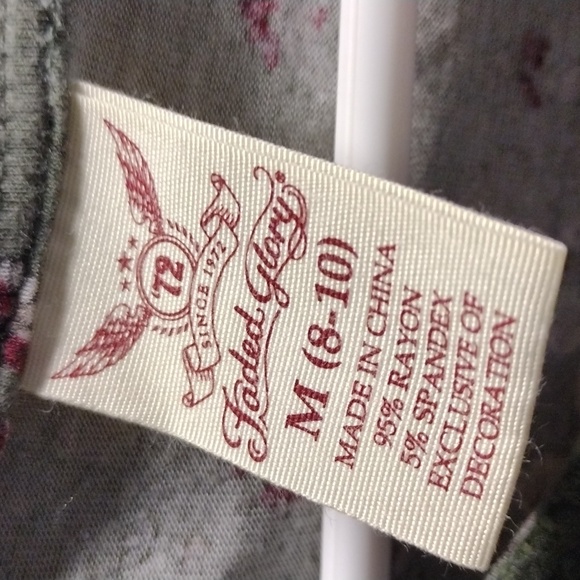 '72
SINCE 1972
Faded Glory®
M (8-10)
MADE IN CHINA
95% RAYON
5% SPANDEX
EXCLUSIVE OF
DECORATION